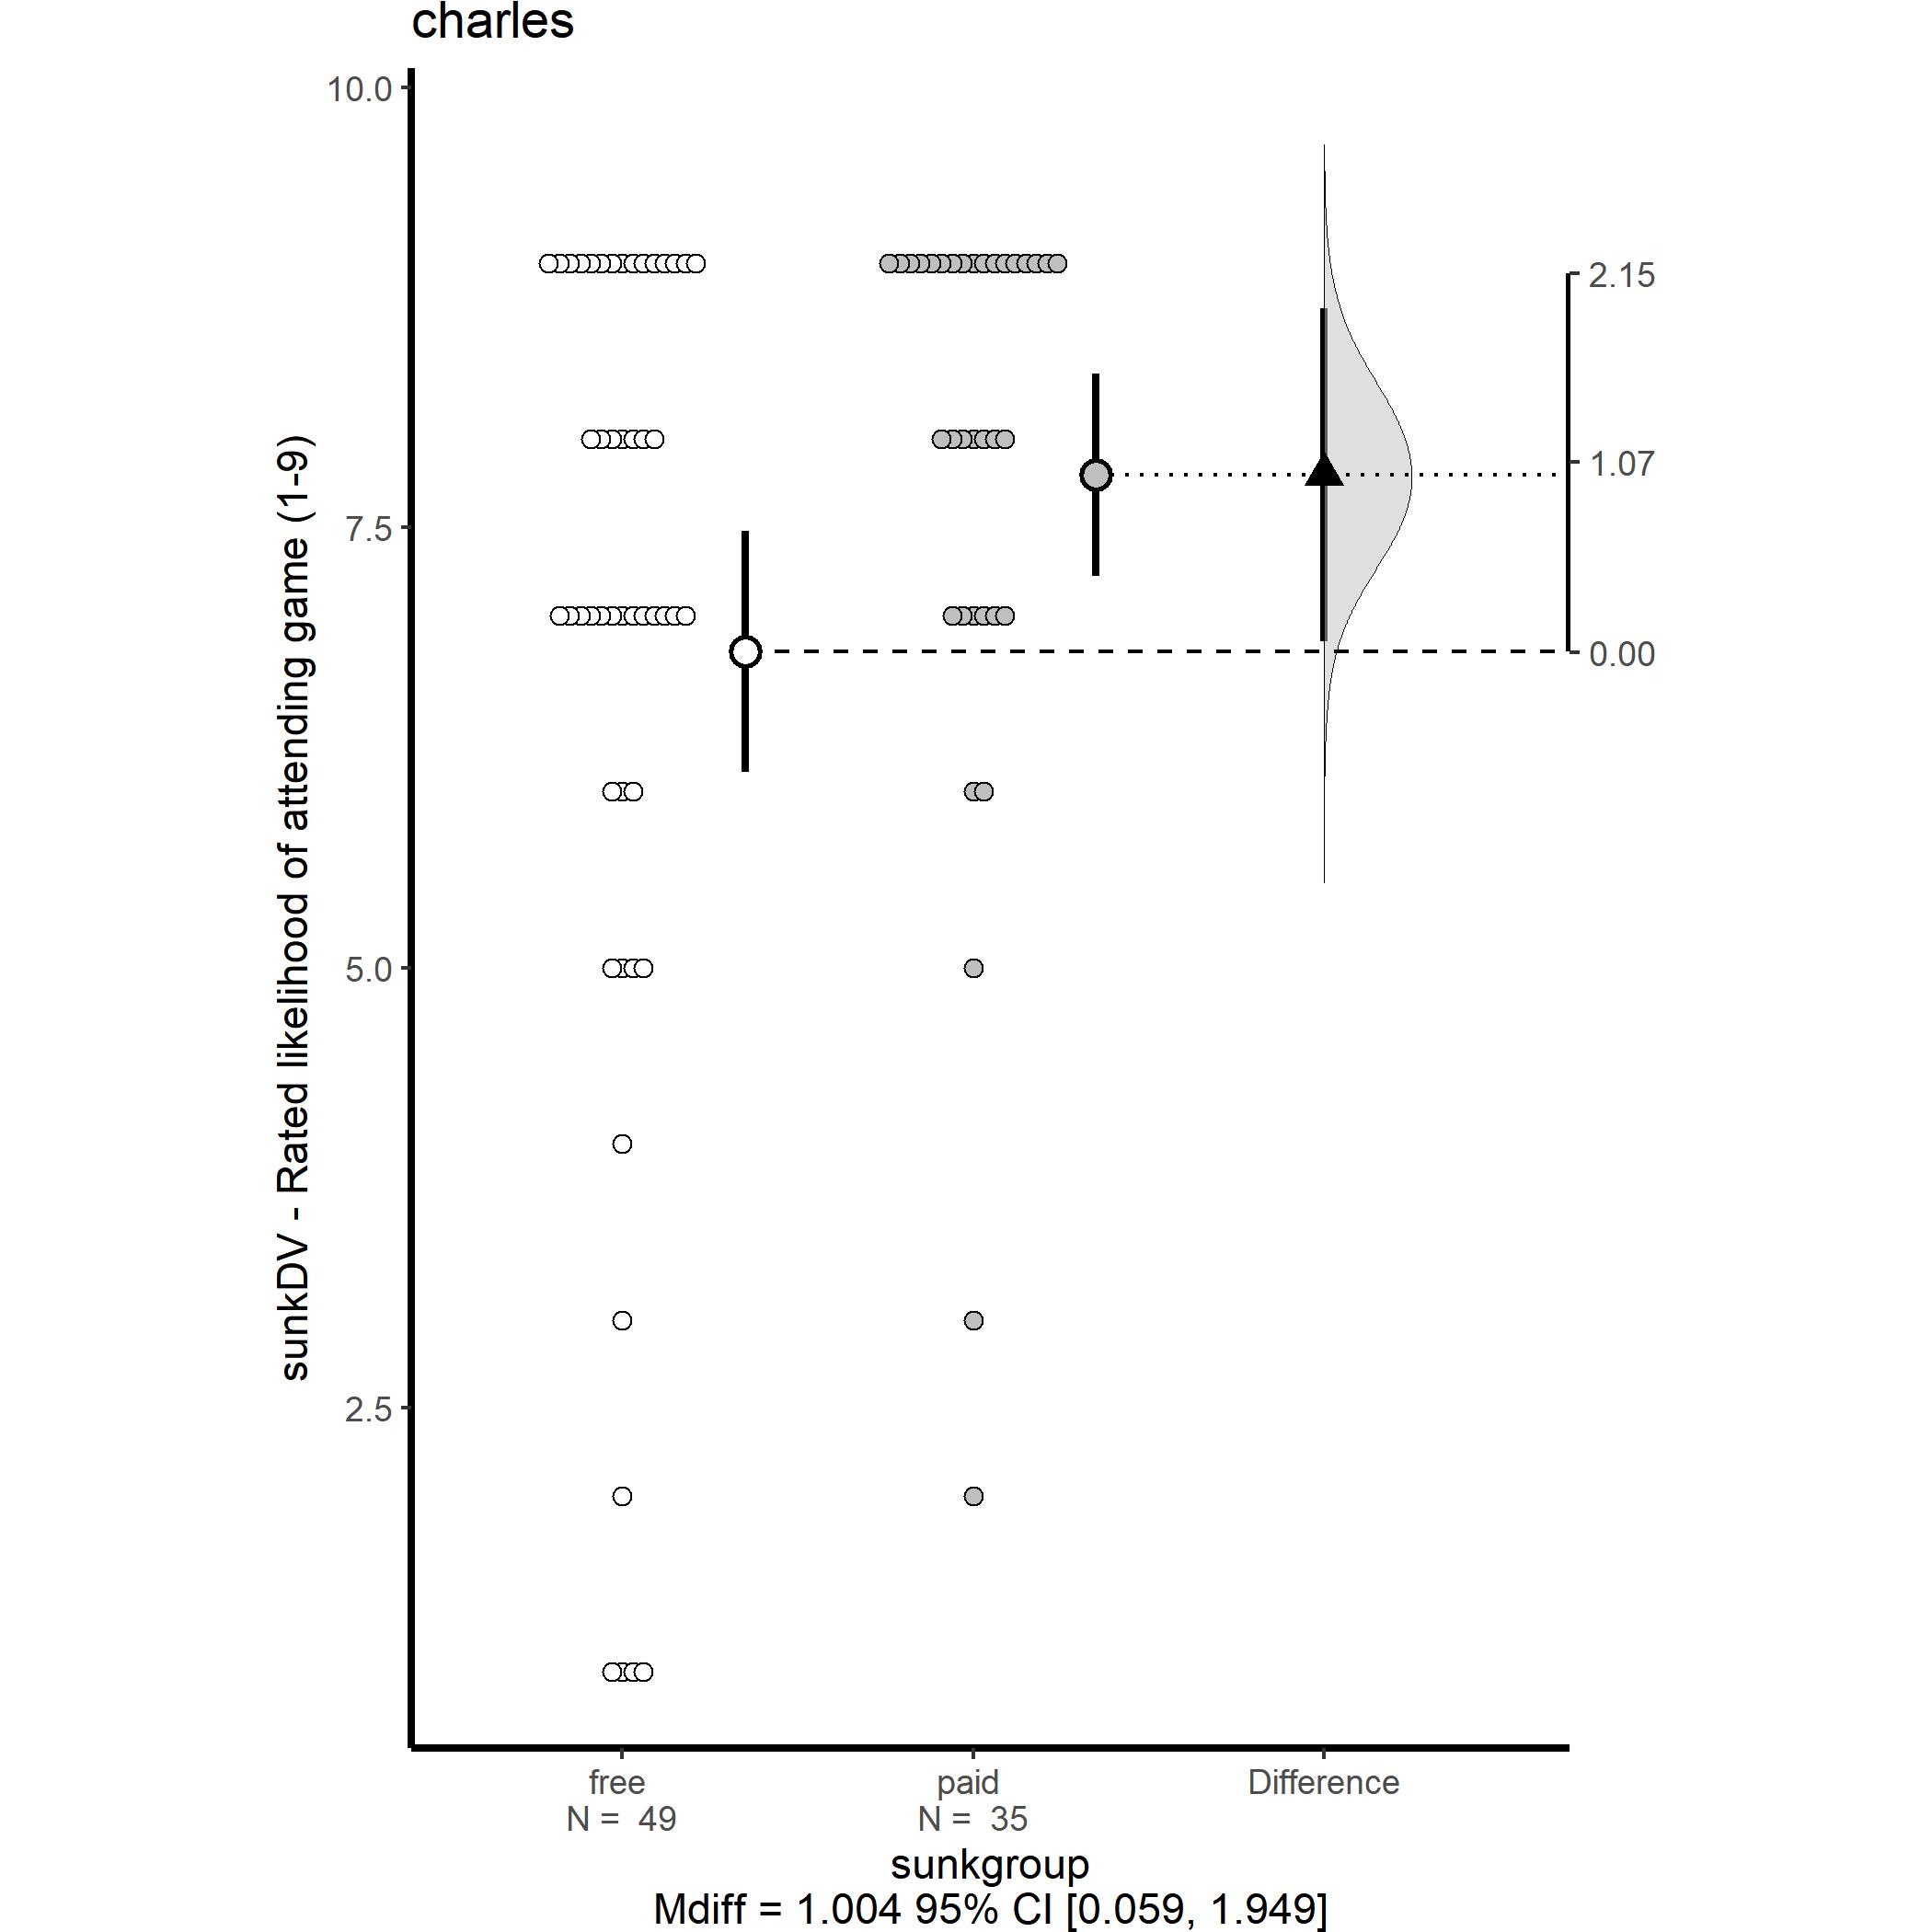 charles
sunkDV - Rated likelihood of attending game (1-9)
10.0
7.5
5.0
2.5
2.15
1.07
0.00
free
N =  49
paid
N =  35
Difference
sunkgroup
Mdiff = 1.004 95% CI [0.059, 1.949]